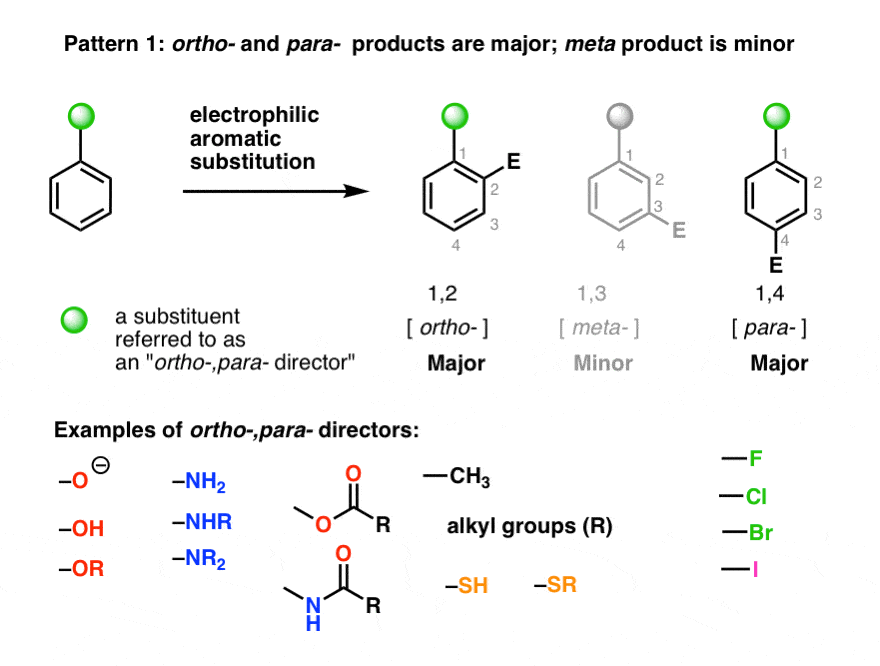 Pattern 1: ortho- and para- products are major; meta product is minor
electrophilic
aromatic
substitution
1
E
2
3
4
1
2
3
E
4
1
2
3
4
E
1,2
1,3
1,4
[ ortho- ]
[ meta- ]
[ para- ]
Major
Minor
Major
a substituent
referred to as
an "ortho-,para- director"
Examples of ortho-,para- directors:
–O⊖
–OH
–OR
–NH₂
–NHR
–NR₂
O
O
R
O
N
H
R
—CH₃
alkyl groups (R)
–SH
–SR
—F
—Cl
—Br
—I